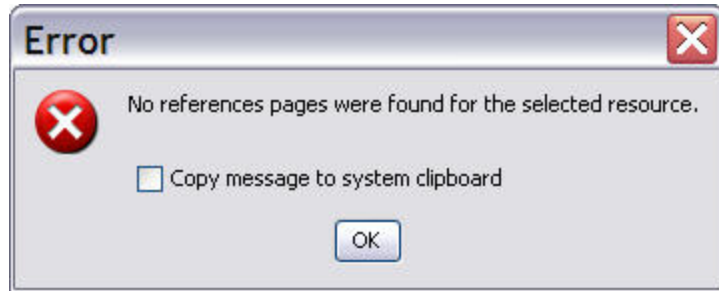 Error
No references pages were found for the selected resource.
Copy message to system clipboard
OK